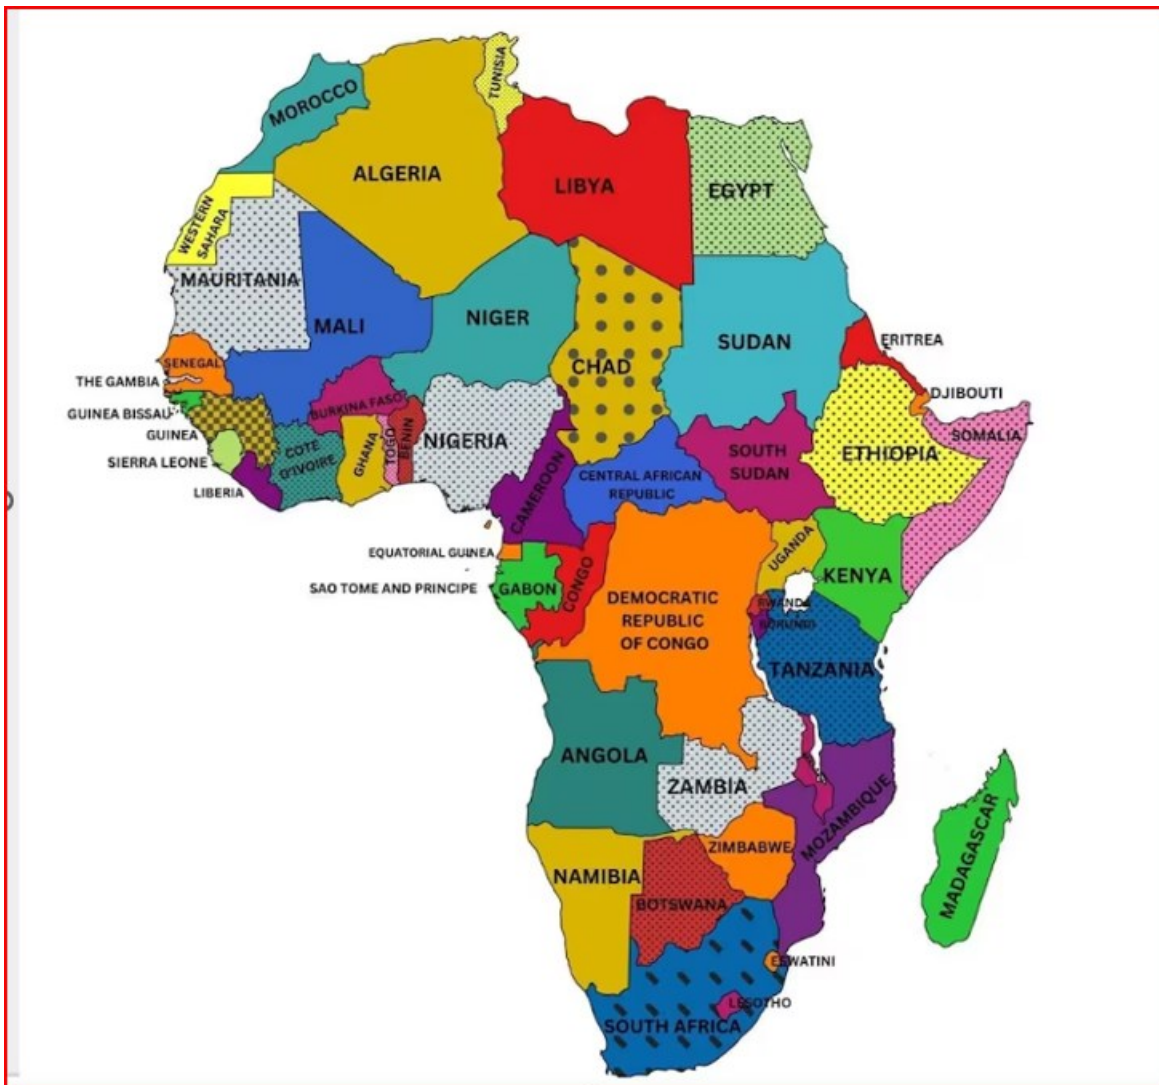 TUNISIA
MOROCCO
ALGERIA
LIBYA
EGYPT
WESTERN
SAHARA
MAURITANIA
MALI
NIGER
CHAD
SUDAN
ERITREA
SENEGAL
THE GAMBIA
DJIBOUTI
GUINEA BISSAU
BURKINA FASO
GUINEA
SIERRA LEONE
LIBERIA
COTE
D'IVOIRE
GHANA
TOGO
BENIN
NIGERIA
CAMEROON
CENTRAL AFRICAN
REPUBLIC
SOUTH
SUDAN
ETHIOPIA
SOMALIA
EQUATORIAL GUINEA
SAO TOME AND PRINCIPE
GABON
CONGO
DEMOCRATIC
REPUBLIC
OF CONGO
UGANDA
KENYA
RWANDA
BURUNDI
TANZANIA
ANGOLA
ZAMBIA
MOZAMBIQUE
MADAGASCAR
ZIMBABWE
NAMIBIA
BOTSWANA
ESWATINI
LESOTHO
SOUTH AFRICA